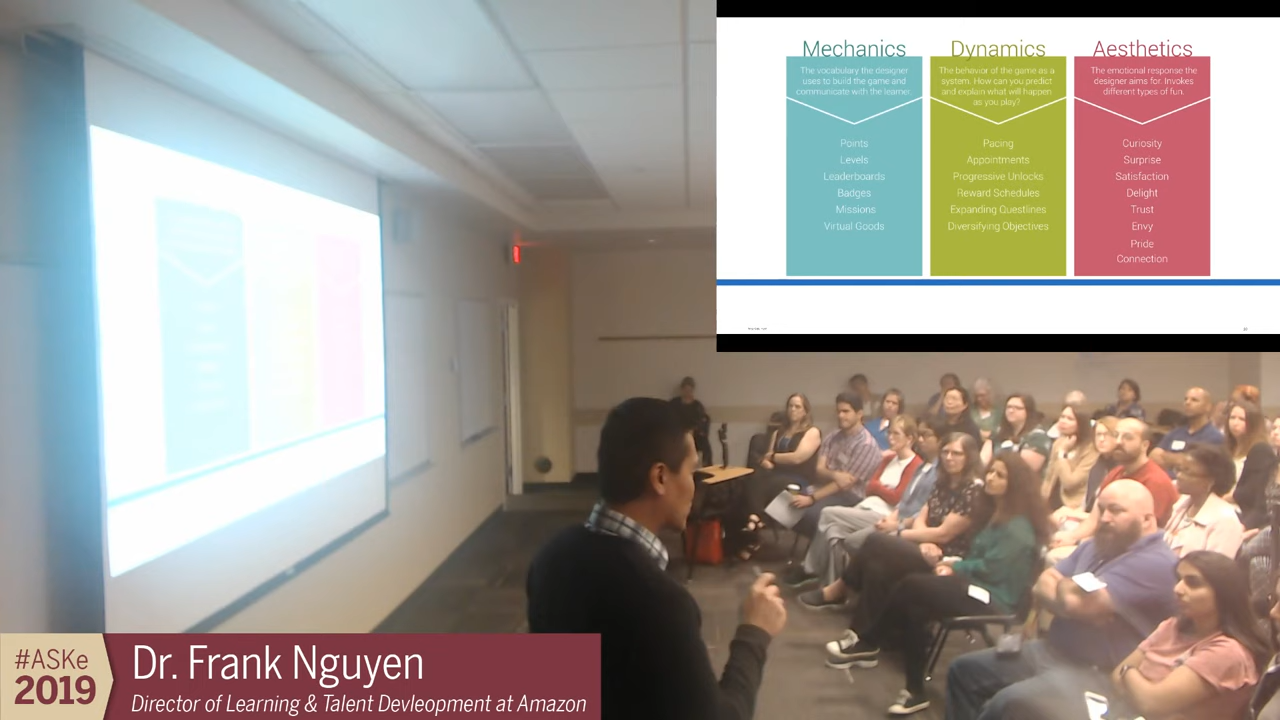 Mechanics
The vocabulary the designer
uses to build the game and
communicate with the learner.
Points
Levels
Leaderboards
Badges
Missions
Virtual Goods
Dynamics
The behavior of the game as a
system. How can you predict
and explain what will happen
as you play?
Pacing
Appointments
Progressive Unlocks
Reward Schedules
Expanding Questlines
Diversifying Objectives
Aesthetics
The emotional response the
designer aims for. Invokes
different types of fun.
Curiosity
Surprise
Satisfaction
Delight
Trust
Envy
Pride
Connection
#ASKe
2019
Dr. Frank Nguyen
Director of Learning & Talent Devleopment at Amazon